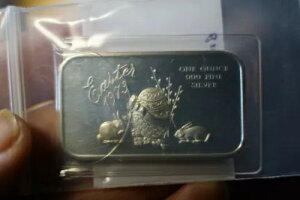 Easter
1973
ONE OUNCE
999 FINE
SILVER